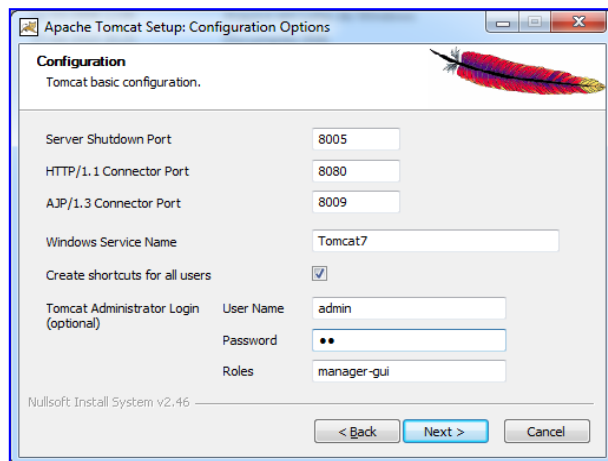 Apache Tomcat Setup: Configuration Options
Configuration
Tomcat basic configuration.
Server Shutdown Port 8005
HTTP/1.1 Connector Port 8080
AJP/1.3 Connector Port 8009
Windows Service Name Tomcat7
Create shortcuts for all users
Tomcat Administrator Login (optional) User Name admin
Password ●●
Roles manager-gui
Nullsoft Install System v2.46
< Back Next > Cancel